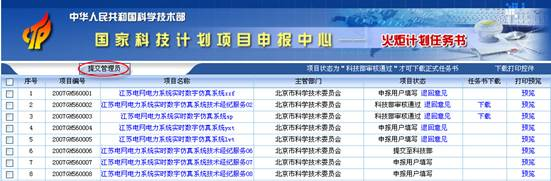 中华人民共和国科学技术部
国家科技计划项目申报中心——火炬计划任务书
提交管理员 项目状态为“科技部审核通过”才可下载正式任务书 下载打印控件
序号 项目编号 项目名称 主管部门 项目状态 任务书下载 打印
1 2007GH560001 江苏电网电力系统实时数字仿真系统zzf 北京市科学技术委员会 申报用户填写 退回意见 预览
2 2007GH560002 江苏电网电力系统实时数字仿真系统技术经纪服务02 北京市科学技术委员会 科技部审核通过 退回意见 下载 预览
3 2007GH560003 江苏电网电力系统实时数字仿真系统zp 北京市科学技术委员会 科技部审核通过 退回意见 下载 预览
4 2007GH560004 江苏电网电力系统实时数字仿真系统yxt 北京市科学技术委员会 申报用户填写 退回意见 预览
5 2007GH560005 江苏电网电力系统实时数字仿真系统lwt 北京市科学技术委员会 申报用户填写 退回意见 预览
6 2007GH560006 江苏电网电力系统实时数字仿真系统技术经纪服务06 北京市科学技术委员会 提交至科技部 预览
7 2007GH560007 江苏电网电力系统实时数字仿真系统技术经纪服务07 北京市科学技术委员会 申报用户填写 预览
8 2007GH560008 江苏电网电力系统实时数字仿真系统技术经纪服务08 北京市科学技术委员会 申报用户填写 预览